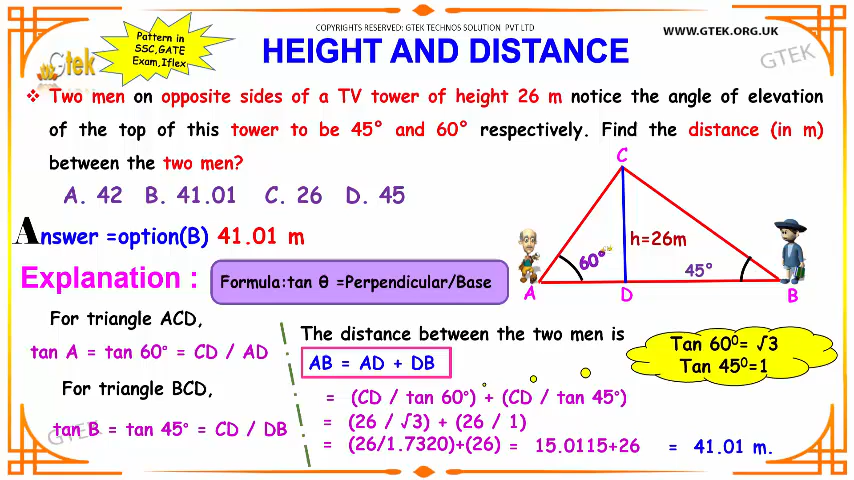 COPYRIGHTS RESERVED: GTEK TECHNOS SOLUTION PVT LTD
WWW.GTEK.ORG.UK
Pattern in
SSC,GATE
Exam,Iflex
Gtek
HEIGHT AND DISTANCE
GTEK
❖ Two men on opposite sides of a TV tower of height 26 m notice the angle of elevation
of the top of this tower to be 45° and 60° respectively. Find the distance (in m)
between the two men?
A. 42 B. 41.01 C. 26 D. 45
Answer =option(B) 41.01 m
C
h=26m
60°
45°
A
D
B
Explanation :
Formula:tan θ =Perpendicular/Base
For triangle ACD,
tan A = tan 60° = CD / AD
For triangle BCD,
tan B = tan 45° = CD / DB
GTEK
The distance between the two men is
AB = AD + DB
= (CD / tan 60°) + (CD / tan 45°)
= (26 / √3) + (26 / 1)
= (26/1.7320)+(26) = 15.0115+26 = 41.01 m.
Tan 60⁰= √3
Tan 45⁰=1